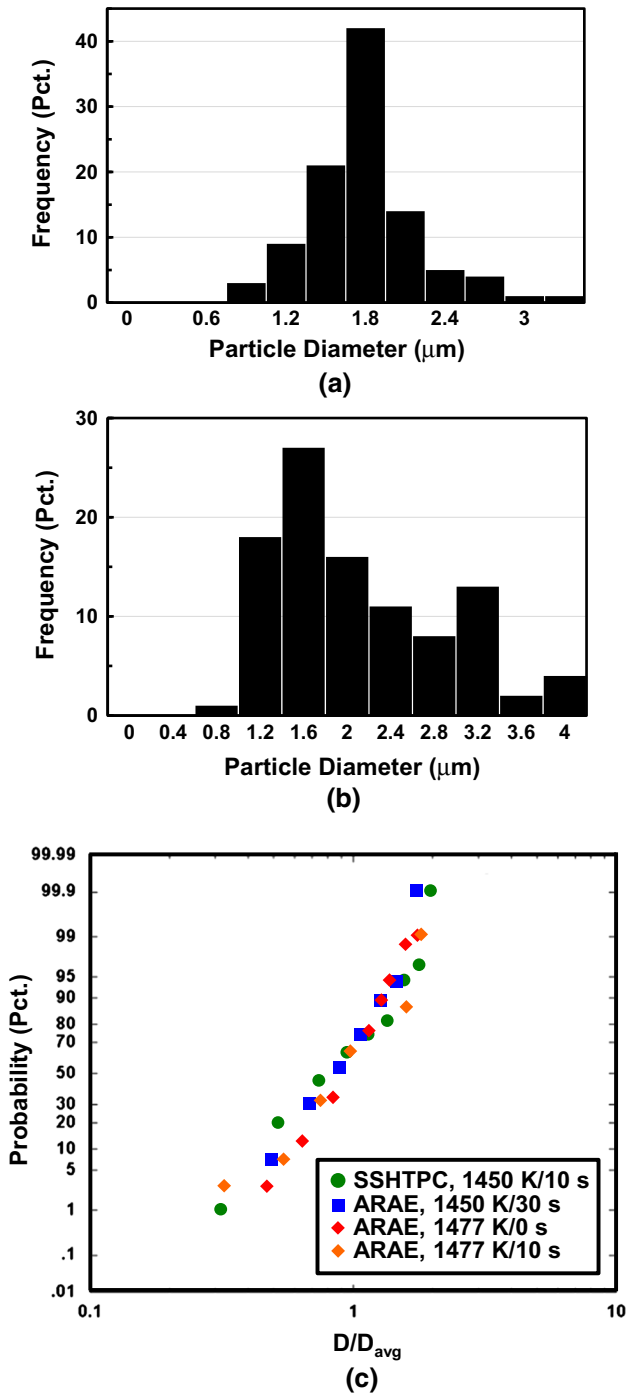 40
30
20
10
0
Frequency (Pct.)
0 0.6 1.2 1.8 2.4 3
Particle Diameter (μm)
(a)
30
20
10
0
Frequency (Pct.)
0 0.4 0.8 1.2 1.6 2 2.4 2.8 3.2 3.6 4
Particle Diameter (μm)
(b)
99.99
99.9
99
95
90
80
70
50
30
20
10
5
1
.1
.01
Probability (Pct.)
SSHTPC, 1450 K/10 s
ARAE, 1450 K/30 s
ARAE, 1477 K/0 s
ARAE, 1477 K/10 s
0.1 1 10
D/Davg
(c)